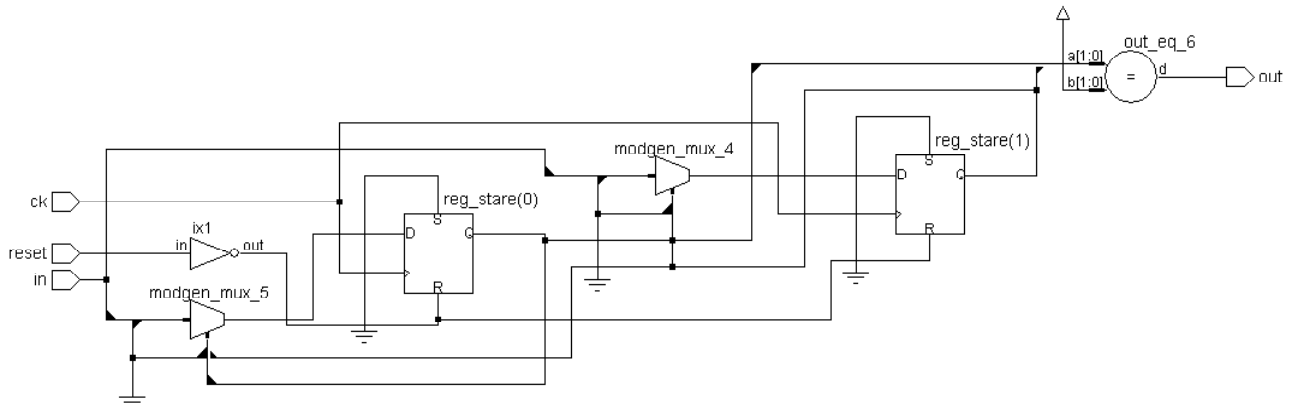 out_eq_6
a[1:0]
d
=
out
b[1:0]
reg_stare(1)
modgen_mux_4
S
D
Q
R
reg_stare(0)
ck
S
ix1
D
Q
reset
in
out
in
R
modgen_mux_5